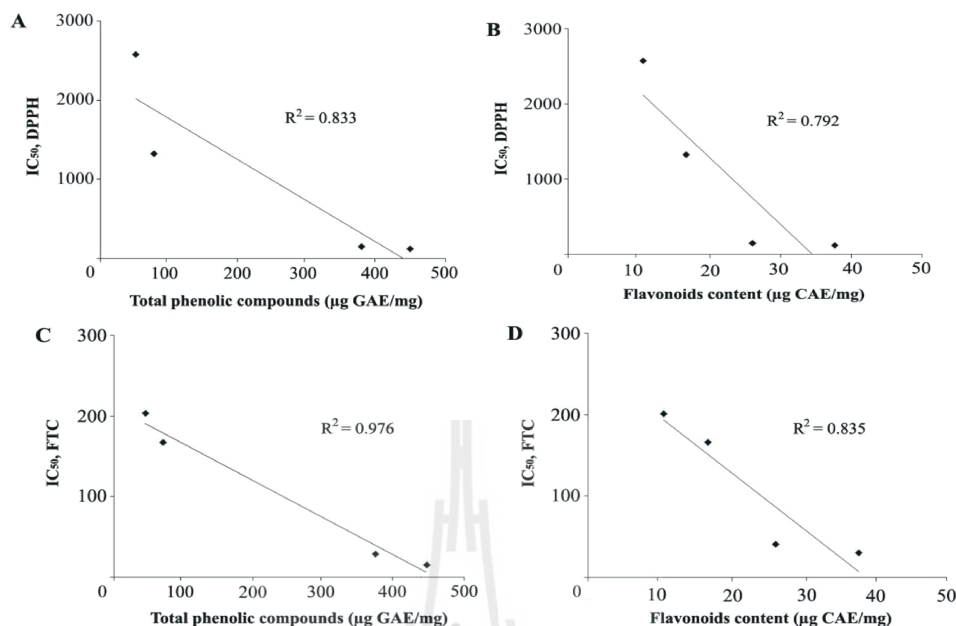 A
3000
2000
1000
0
100
200
300
400
500
IC50, DPPH
R2 = 0.833
Total phenolic compounds (µg GAE/mg)
B
3000
2000
1000
0
10
20
30
40
50
IC50, DPPH
R2 = 0.792
Flavonoids content (µg CAE/mg)
C
300
200
100
0
100
200
300
400
500
IC50, FTC
R2 = 0.976
Total phenolic compounds (µg GAE/mg)
D
300
200
100
0
10
20
30
40
50
IC50, FTC
R2 = 0.835
Flavonoids content (µg CAE/mg)